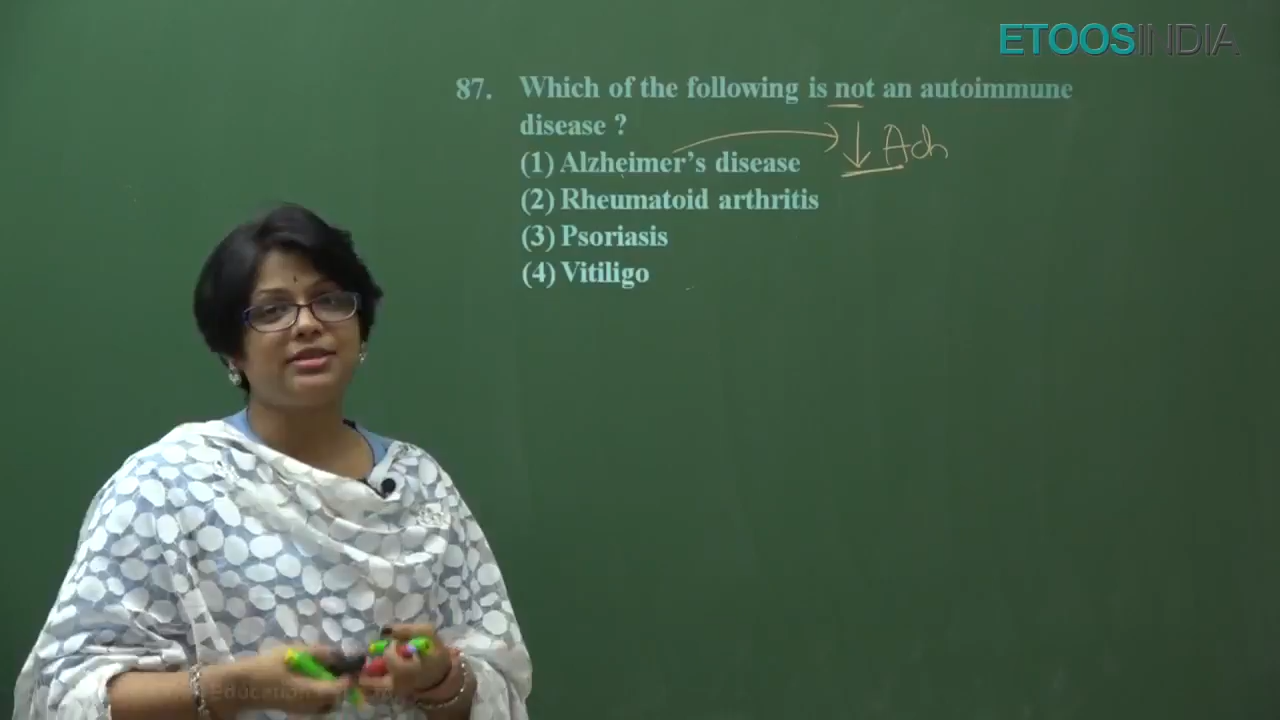 ETOOSINDIA
87. Which of the following is not an autoimmune
disease ?
(1) Alzheimer's disease
↓ Ach
(2) Rheumatoid arthritis
(3) Psoriasis
(4) Vitiligo
Education